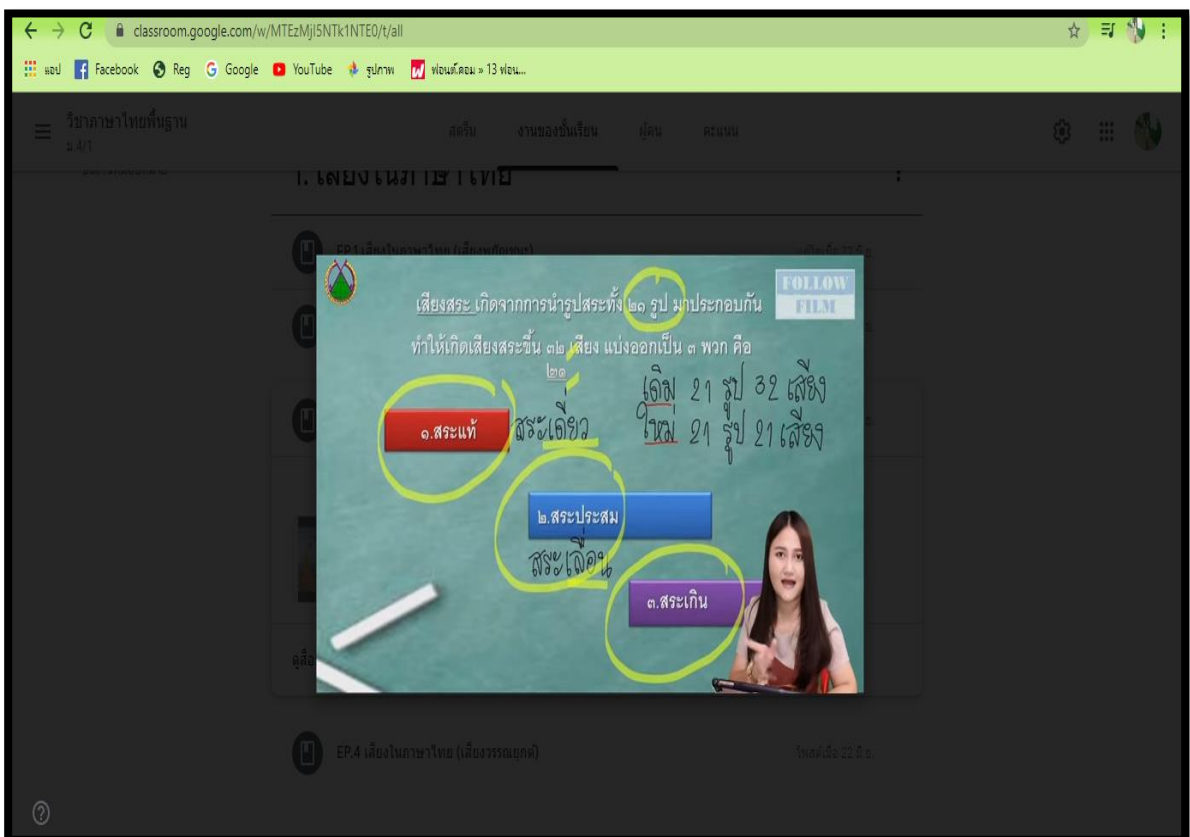 classroom.google.com/w/MTEzMjI5NTk1NTE0/t/all
แอป Facebook Reg Google YouTube รูปภาพ ฟอนต์.คอม » 13 ฟอน...
วิชาภาษาไทยพื้นฐาน
ม.4/1
สตรีม งานของชั้นเรียน ผู้คน คะแนน
1. เสียงในภาษาไทย
EP.1 เสียงในภาษาไทย (เสียงพยัญชนะ)
FOLLOW
FILM
เสียงสระ เกิดจากการนำรูปสระทั้ง ๒๑ รูป มาประกอบกัน
ทำให้เกิดเสียงสระขึ้น ๓๒ เสียง แบ่งออกเป็น ๓ พวก คือ
๒๑
เดิม 21 รูป 32 เสียง
ใหม่ 21 รูป 21 เสียง
๑.สระแท้
สระเดี่ยว
๒.สระประสม
สระเลื่อน
๓.สระเกิน
ดูสื่อ
EP.4 เสียงในภาษาไทย (เสียงวรรณยุกต์)
โพสต์เมื่อ 22 มิ.ย.